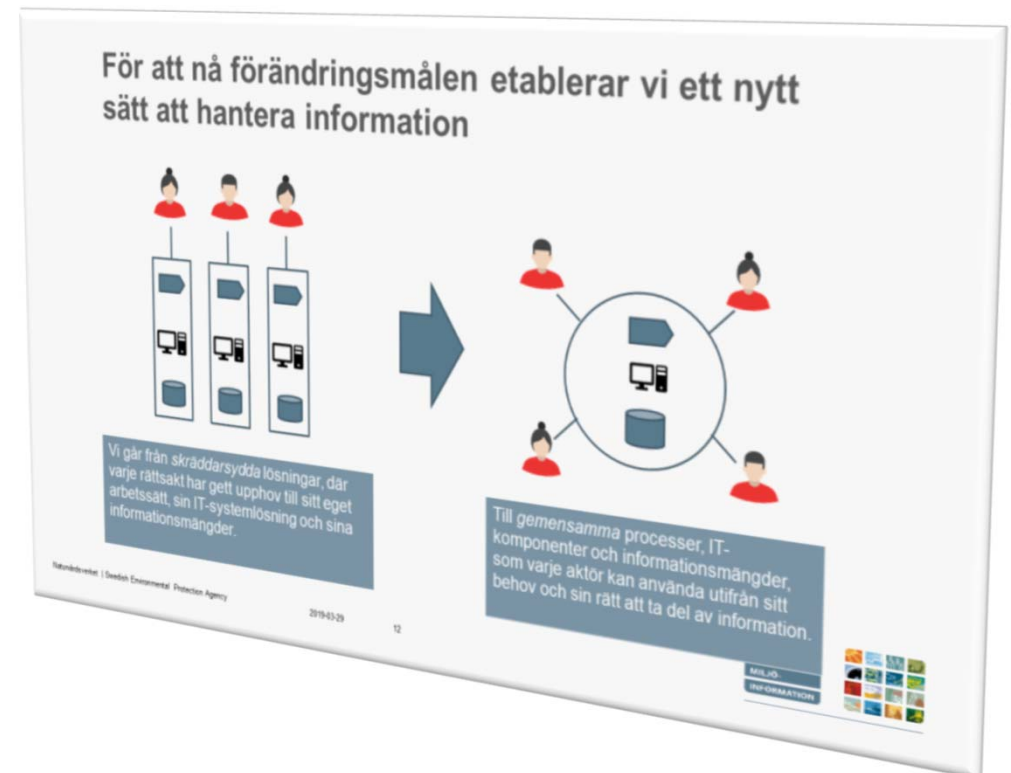 För att nå förändringsmålen etablerar vi ett nytt
sätt att hantera information
Vi går från skräddarsydda lösningar, där
varje rättsakt har gett upphov till sitt eget
arbetssätt, sin IT-systemlösning och sina
informationsmängder.
Till gemensamma processer, IT-
komponenter och informationsmängder,
som varje aktör kan använda utifrån sitt
behov och sin rätt att ta del av information.
Naturvårdsverket | Swedish Environmental Protection Agency
2019-03-29
12
MILJÖ-
INFORMATION